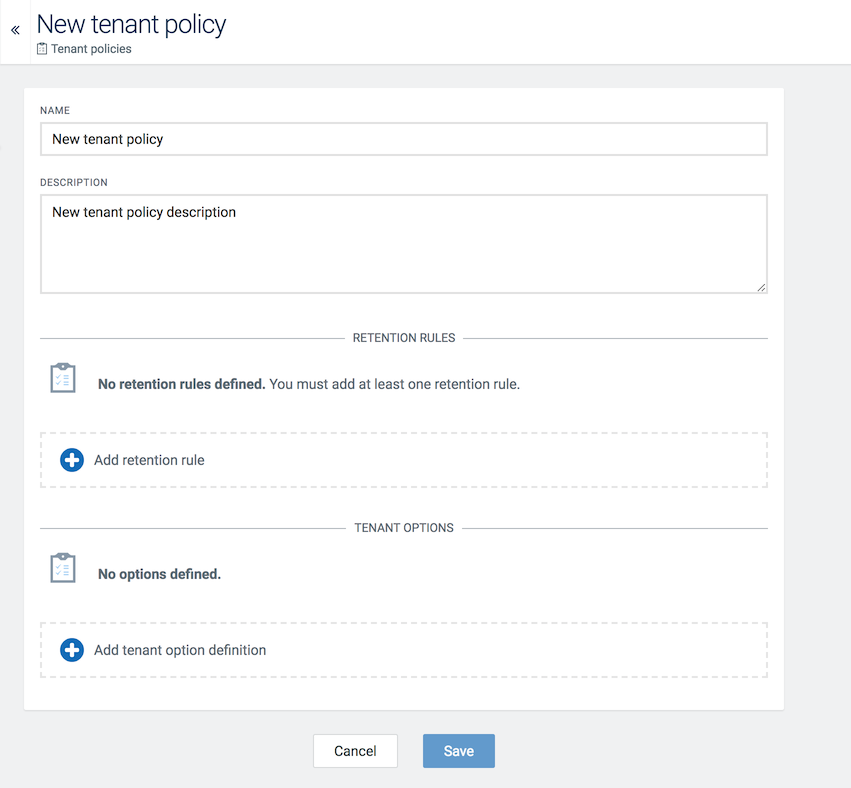 «
New tenant policy
Tenant policies
NAME
New tenant policy
DESCRIPTION
New tenant policy description
RETENTION RULES
No retention rules defined. You must add at least one retention rule.
Add retention rule
TENANT OPTIONS
No options defined.
Add tenant option definition
Cancel
Save